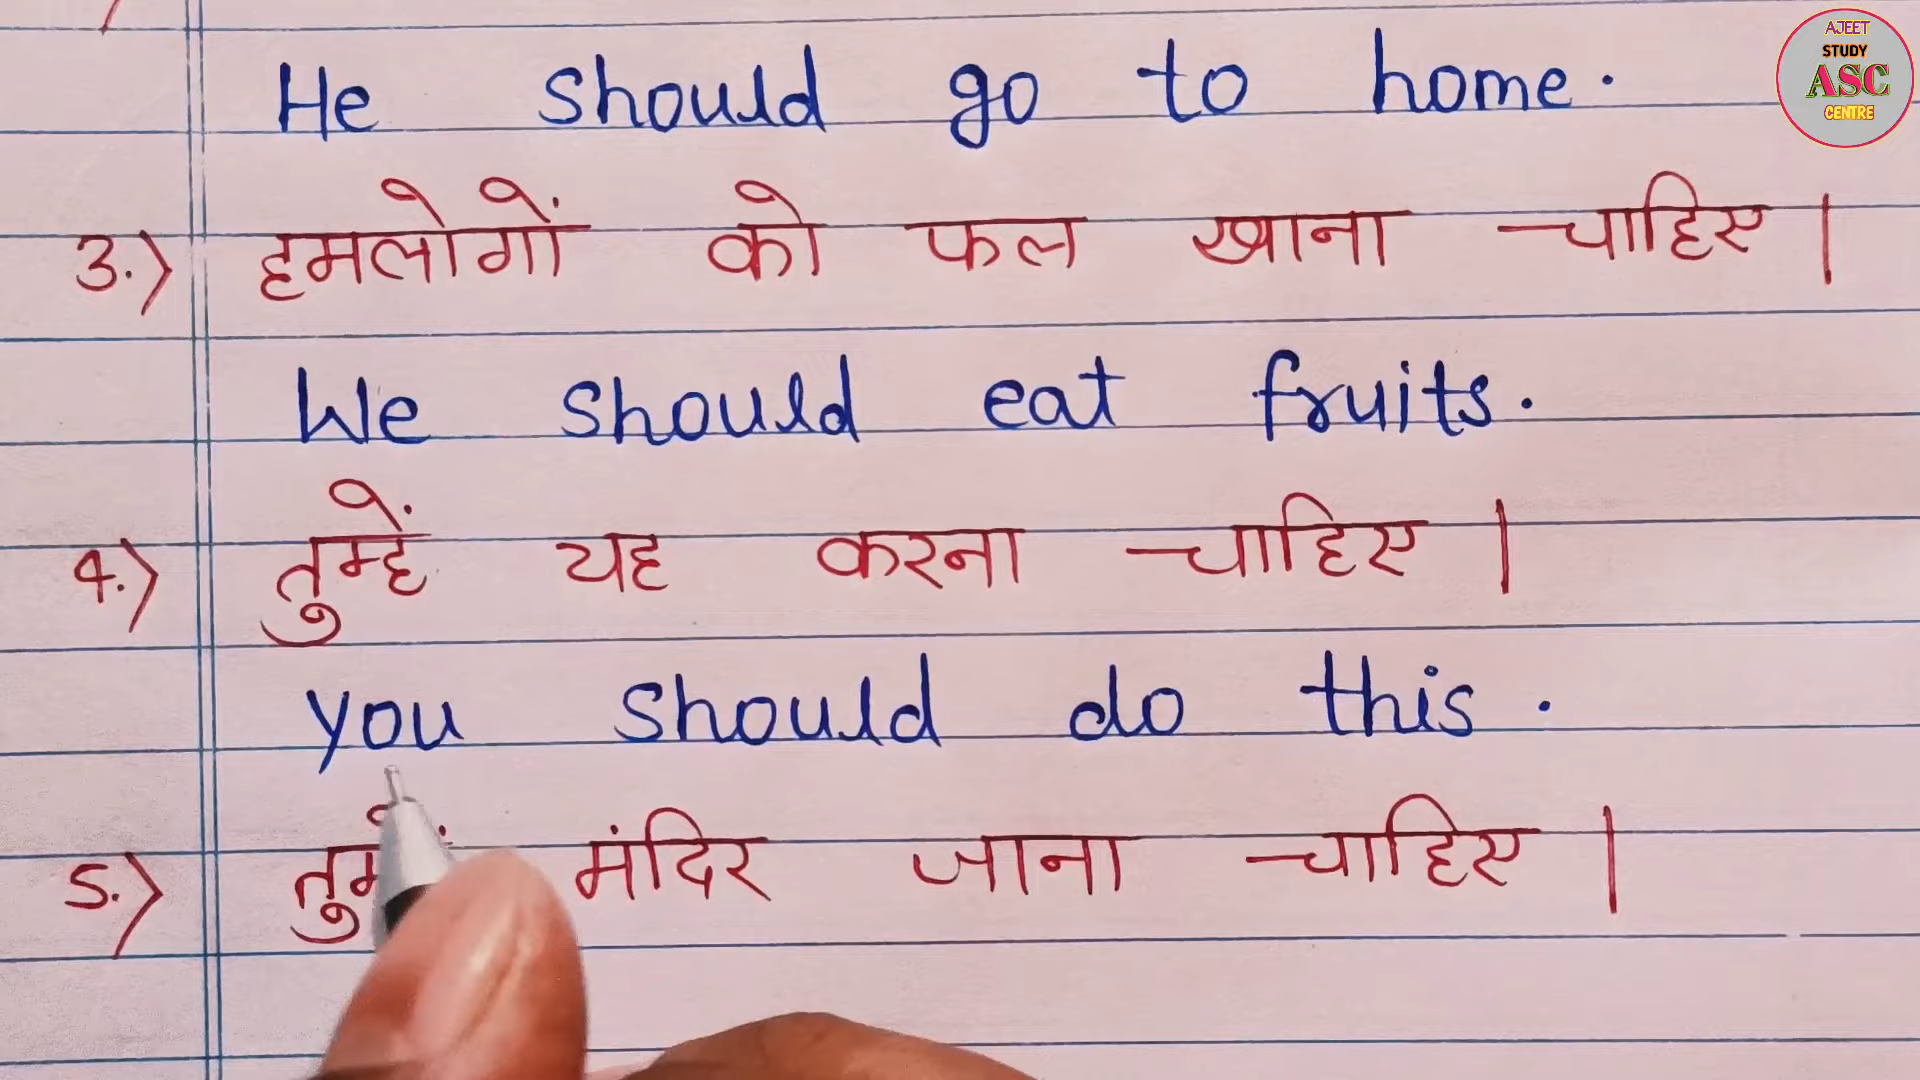 He should go to home.
AJEET
STUDY
ASC
CENTRE
3.) हमलोगों को फल खाना चाहिए।
We should eat fruits.
4.) तुम्हें यह करना चाहिए।
you should do this.
5.) मंदिर जाना चाहिए।